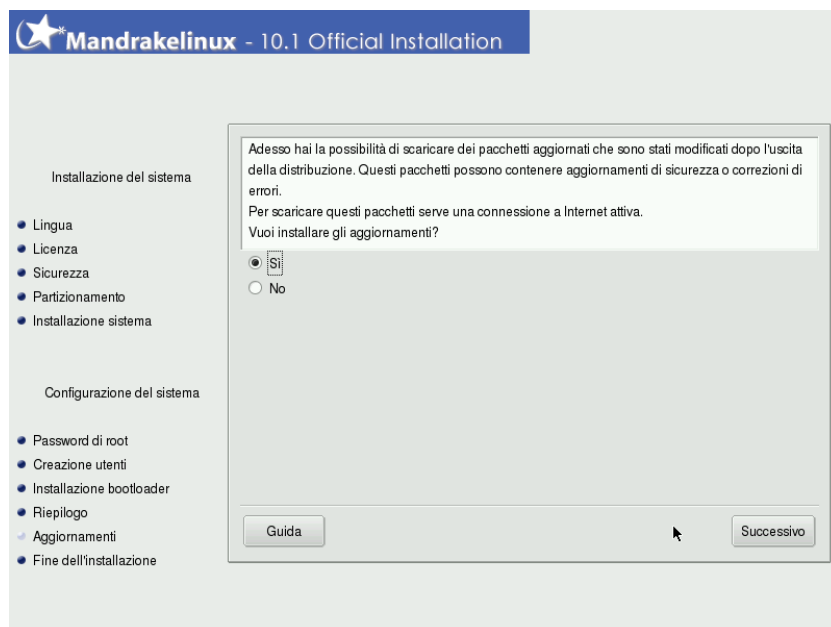 Mandrakelinux - 10.1 Official Installation
Installazione del sistema
Lingua
Licenza
Sicurezza
Partizionamento
Installazione sistema
Configurazione del sistema
Password di root
Creazione utenti
Installazione bootloader
Riepilogo
Aggiornamenti
Fine dell'installazione
Adesso hai la possibilità di scaricare dei pacchetti aggiornati che sono stati modificati dopo l'uscita
della distribuzione. Questi pacchetti possono contenere aggiornamenti di sicurezza o correzioni di
errori.
Per scaricare questi pacchetti serve una connessione a Internet attiva.
Vuoi installare gli aggiornamenti?
Sì
No
Guida
Successivo